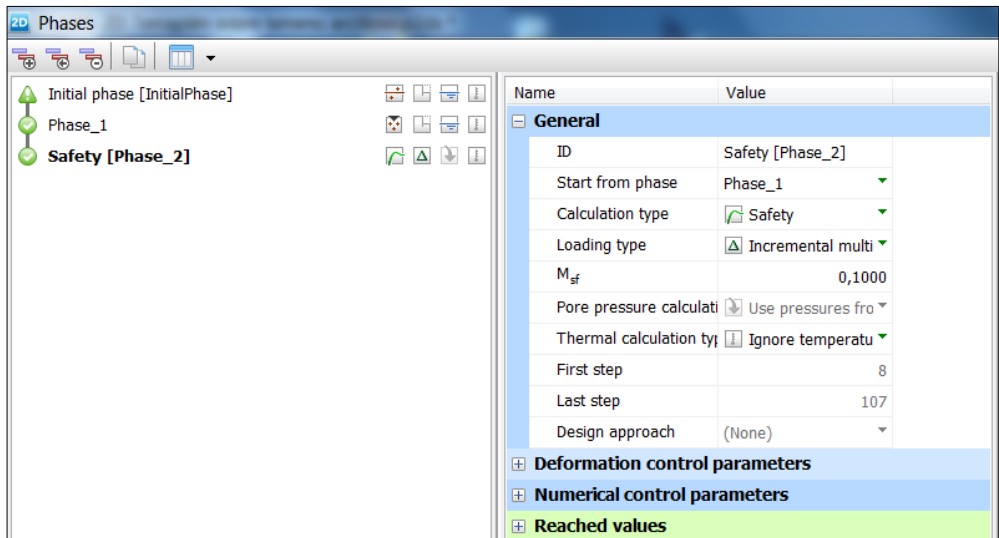 2D Phases
Initial phase [InitialPhase]
Phase_1
Safety [Phase_2]
Name Value
General
ID Safety [Phase_2]
Start from phase Phase_1
Calculation type Safety
Loading type Incremental multi
Msf 0,1000
Pore pressure calculati Use pressures fro
Thermal calculation typ Ignore temperatu
First step 8
Last step 107
Design approach (None)
Deformation control parameters
Numerical control parameters
Reached values